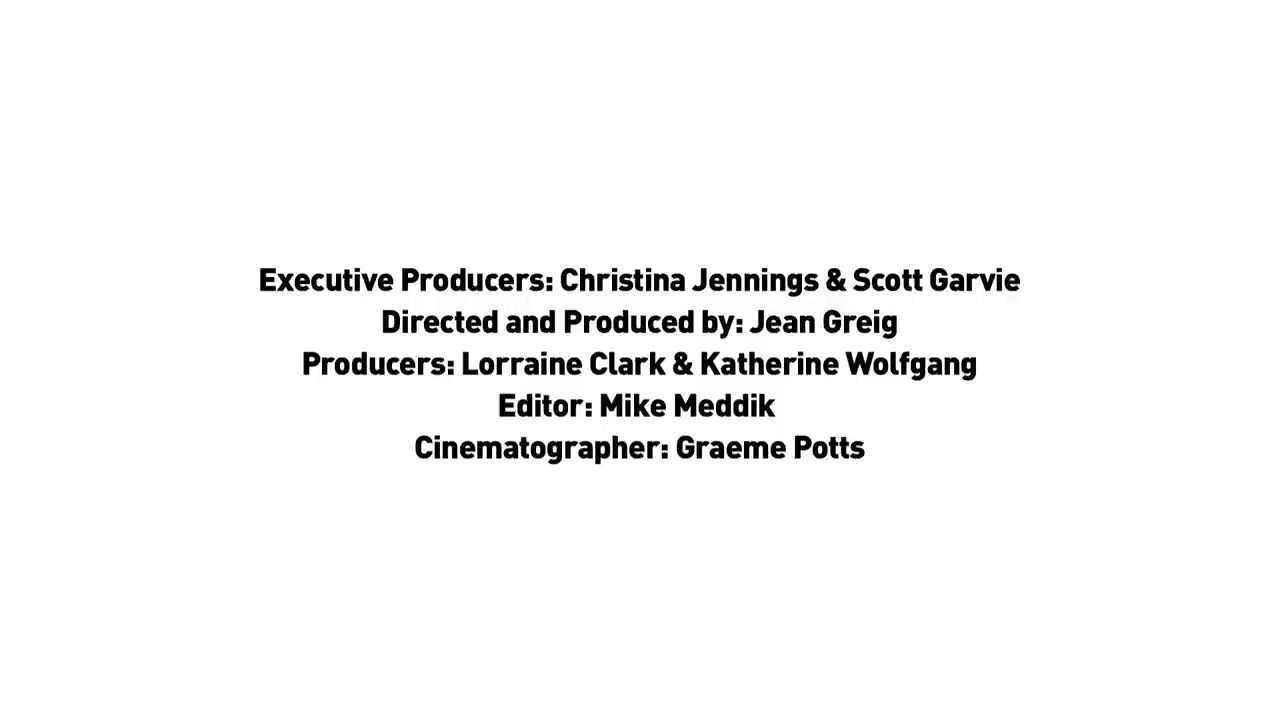 Executive Producers: Christina Jennings & Scott Garvie
Directed and Produced by: Jean Greig
Producers: Lorraine Clark & Katherine Wolfgang
Editor: Mike Meddik
Cinematographer: Graeme Potts